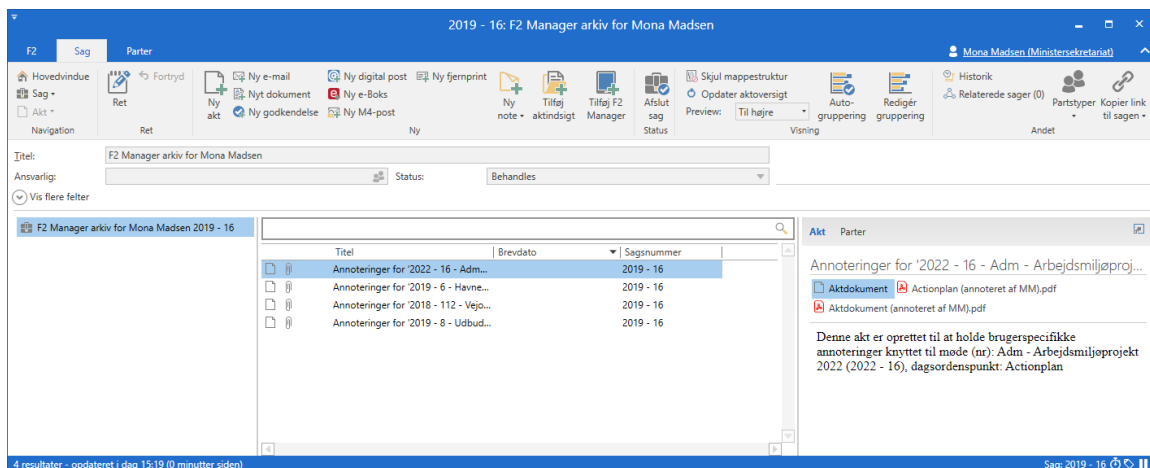 2019 - 16: F2 Manager arkiv for Mona Madsen
F2 Sag Parter Mona Madsen (Ministersekretariat)
Hovedvindue
Sag
Akt
Navigation
Ret
Fortryd
Ret
Ny akt
Ny e-mail
Nyt dokument
Ny godkendelse
Ny digital post
Ny e-Boks
Ny M4-post
Ny fjernprint
Ny
Ny note
Tilføj aktindsigt
Tilføj F2 Manager
Afslut sag
Status
Skjul mappestruktur
Opdater aktoversigt
Preview: Til højre
Auto-gruppering
Redigér gruppering
Visning
Historik
Relaterede sager (0)
Partstyper
Kopier link til sagen
Andet
Titel: F2 Manager arkiv for Mona Madsen
Ansvarlig: Status: Behandles
Vis flere felter
F2 Manager arkiv for Mona Madsen 2019 - 16
Titel Brevdato Sagsnummer
Annoteringer for '2022 - 16 - Adm... 2019 - 16
Annoteringer for '2019 - 6 - Havne... 2019 - 16
Annoteringer for '2018 - 112 - Vejo... 2019 - 16
Annoteringer for '2019 - 8 - Udbud... 2019 - 16
Akt Parter
Annoteringer for '2022 - 16 - Adm - Arbejdsmiljøproj...
Aktdokument Actionplan (annoteret af MM).pdf
Aktdokument (annoteret af MM).pdf
Denne akt er oprettet til at holde brugerspecifikke
annoteringer knyttet til møde (nr): Adm - Arbejdsmiljøprojekt
2022 (2022 - 16), dagsordenspunkt: Actionplan
4 resultater - opdateret i dag 15:19 (0 minutter siden) Sag: 2019 - 16